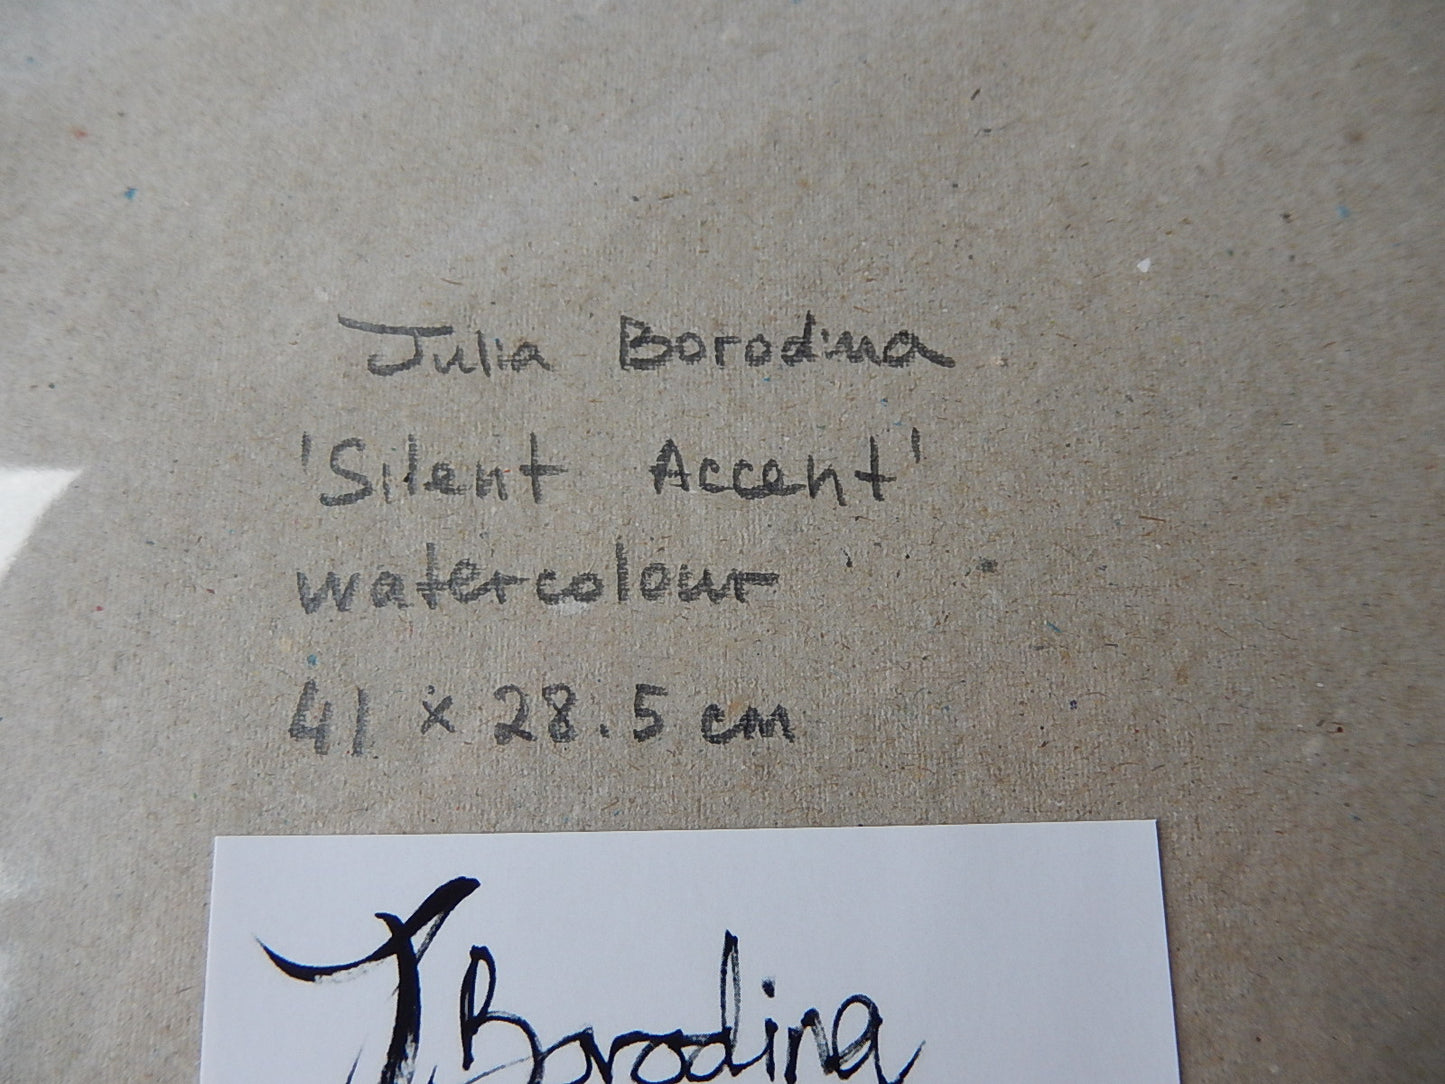 Julia Borodina
'Silent Accent'
watercolour
41 x 28.5 cm
J Borodina